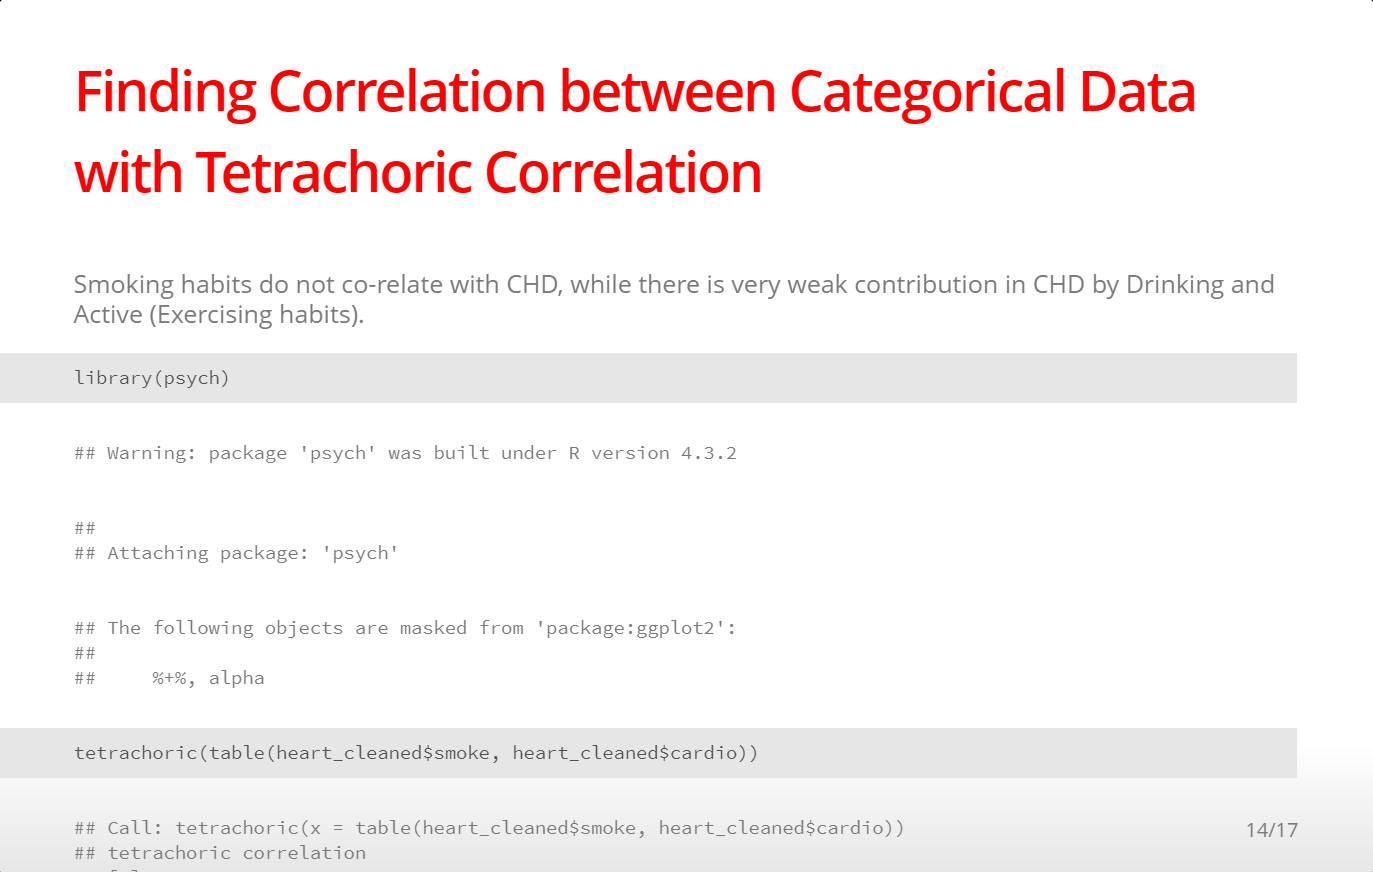 Finding Correlation between Categorical Data
with Tetrachoric Correlation
Smoking habits do not co-relate with CHD, while there is very weak contribution in CHD by Drinking and
Active (Exercising habits).
library(psych)
## Warning: package 'psych' was built under R version 4.3.2
##
## Attaching package: 'psych'
## The following objects are masked from 'package:ggplot2':
##
##     %+%, alpha
tetrachoric(table(heart_cleaned$smoke, heart_cleaned$cardio))
## Call: tetrachoric(x = table(heart_cleaned$smoke, heart_cleaned$cardio))
## tetrachoric correlation
14/17